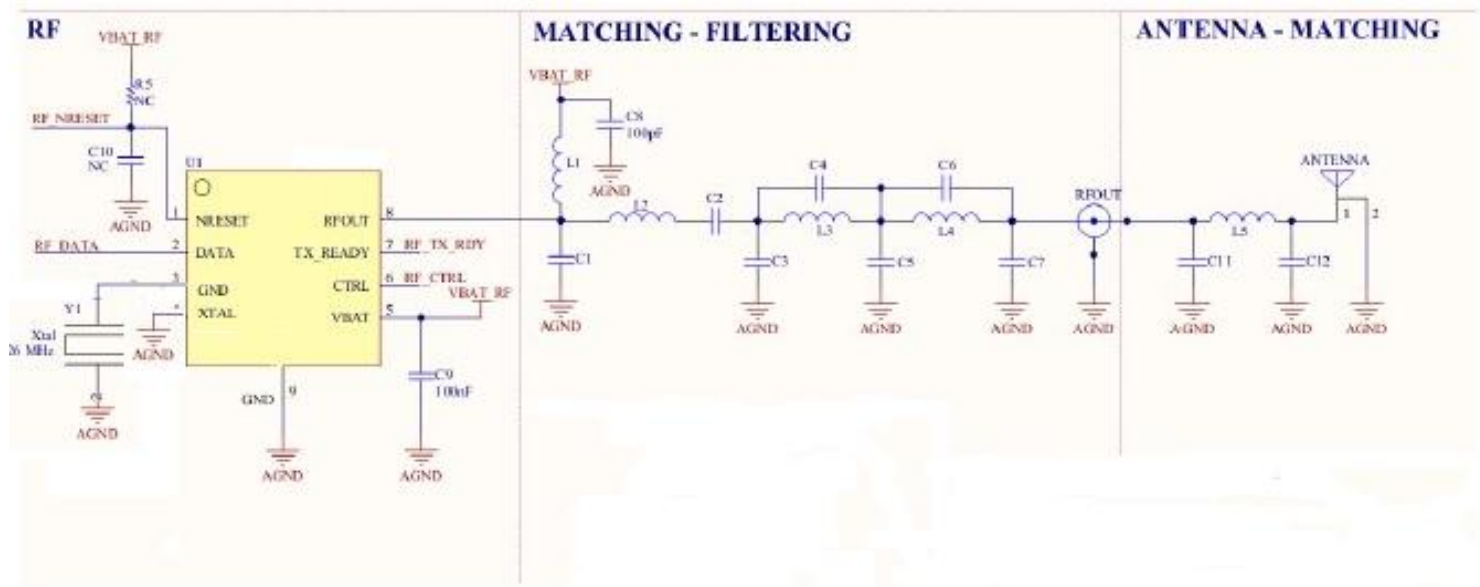 RF
VBAT_RF
R5
NC
RF_NRESET
C10
NC
AGND
U1
1 NRESET
RFOUT 8
RF_DATA
2 DATA
TX_READY 7 RF_TX_RDY
3 GND
CTRL 6 RF_CTRL
XTAL
VBAT 5
VBAT_RF
Y1
Xtal
26 MHz
AGND
2
AGND
GND 9
AGND
C9
100nF
AGND
MATCHING - FILTERING
VBAT_RF
C8
100pF
AGND
L1
L2
C2
C4
C6
L3
L4
RFOUT
C1
C3
C5
C7
AGND
AGND
AGND
AGND
AGND
ANTENNA - MATCHING
ANTENNA
1 2
L5
C11
C12
AGND
AGND
AGND